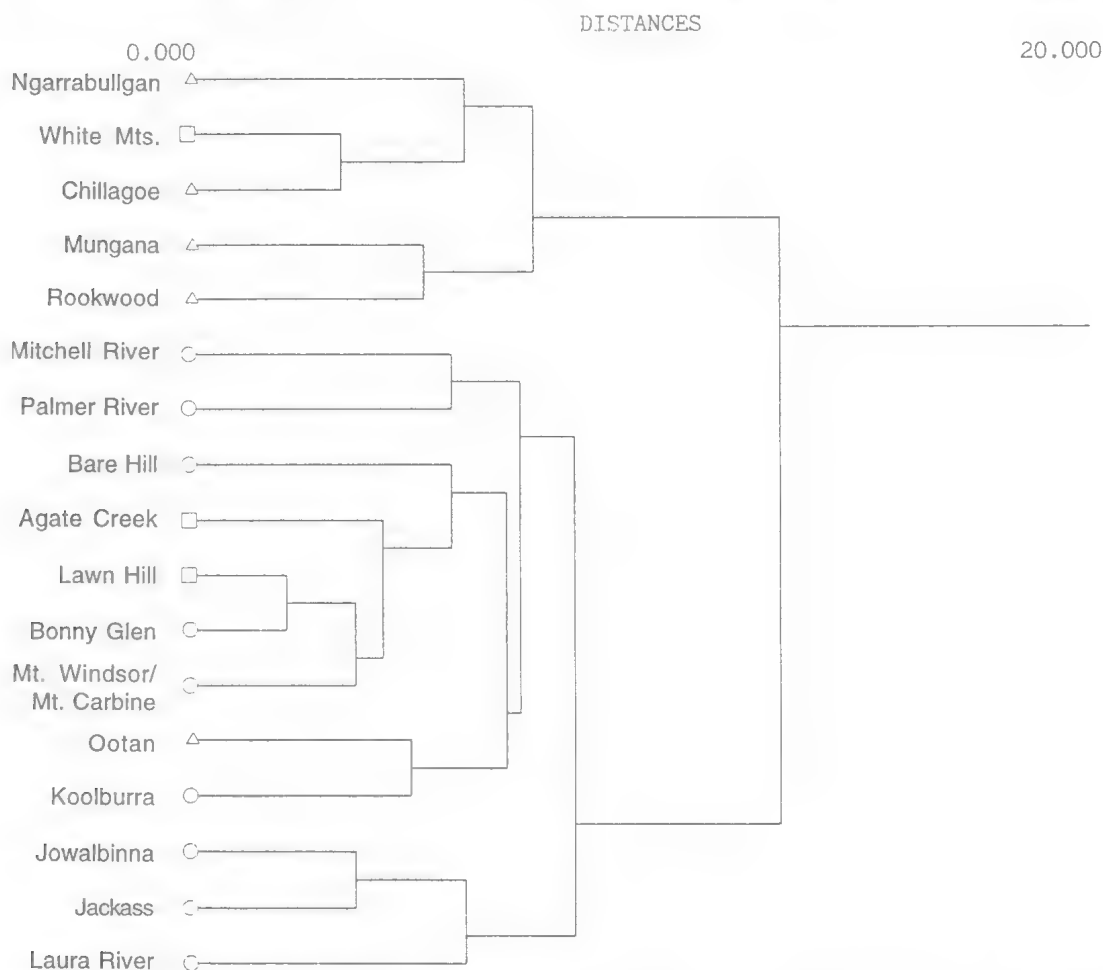 DISTANCES
0.000 20.000
Ngarrabullgan
White Mts.
Chillagoe
Mungana
Rookwood
Mitchell River
Palmer River
Bare Hill
Agate Creek
Lawn Hill
Bonny Glen
Mt. Windsor/
Mt. Carbine
Ootan
Koolburra
Jowalbinna
Jackass
Laura River